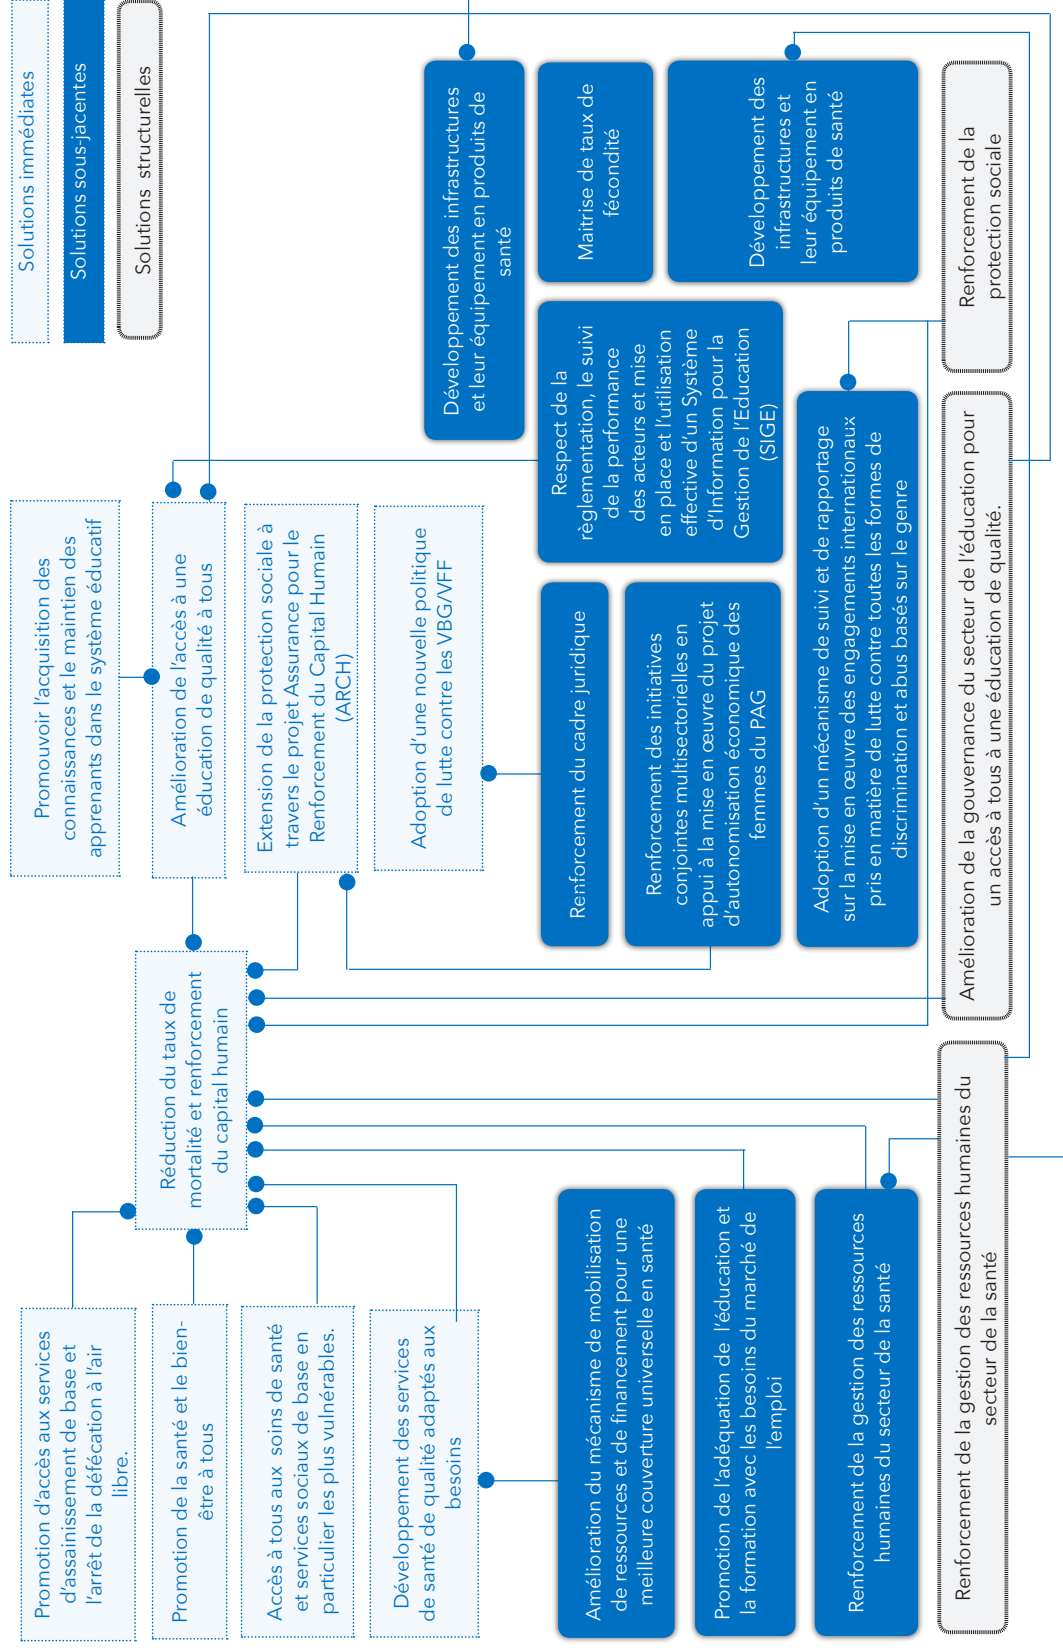 Solutions immédiates
Solutions sous-jacentes
Solutions structurelles
Promotion d'accès aux services
d'assainissement de base et
l'arrêt de la défécation à l'air
libre.
Promotion de la santé et le bien-
être à tous
Accès à tous aux soins de santé
et services sociaux de base en
particulier les plus vulnérables.
Développement des services
de santé de qualité adaptés aux
besoins
Réduction du taux de
mortalité et renforcement
du capital humain
Promouvoir l'acquisition des
connaissances et le maintien des
apprenants dans le système éducatif
Amélioration de l'accès à une
éducation de qualité à tous
Extension de la protection sociale à
travers le projet Assurance pour le
Renforcement du Capital Humain
(ARCH)
Adoption d'une nouvelle politique
de lutte contre les VBG/VFF
Développement des infrastructures
et leur équipement en produits de
santé
Maitrise de taux de
fécondité
Développement des
infrastructures et
leur équipement en
produits de santé
Respect de la
règlementation, le suivi
de la performance
des acteurs et mise
en place et l'utilisation
effective d'un Système
d'Information pour la
Gestion de l'Education
(SIGE)
Renforcement du cadre juridique
Renforcement des initiatives
conjointes multisectorielles en
appui à la mise en œuvre du projet
d'autonomisation économique des
femmes du PAG
Adoption d'un mécanisme de suivi et de rapportage
sur la mise en œuvre des engagements internationaux
pris en matière de lutte contre toutes les formes de
discrimination et abus basés sur le genre
Amélioration du mécanisme de mobilisation
de ressources et de financement pour une
meilleure couverture universelle en santé
Promotion de l'adéquation de l'éducation et
la formation avec les besoins du marché de
l'emploi
Renforcement de la gestion des ressources
humaines du secteur de la santé
Renforcement de la gestion des ressources humaines du
secteur de la santé
Amélioration de la gouvernance du secteur de l'éducation pour
un accès à tous à une éducation de qualité.
Renforcement de la
protection sociale